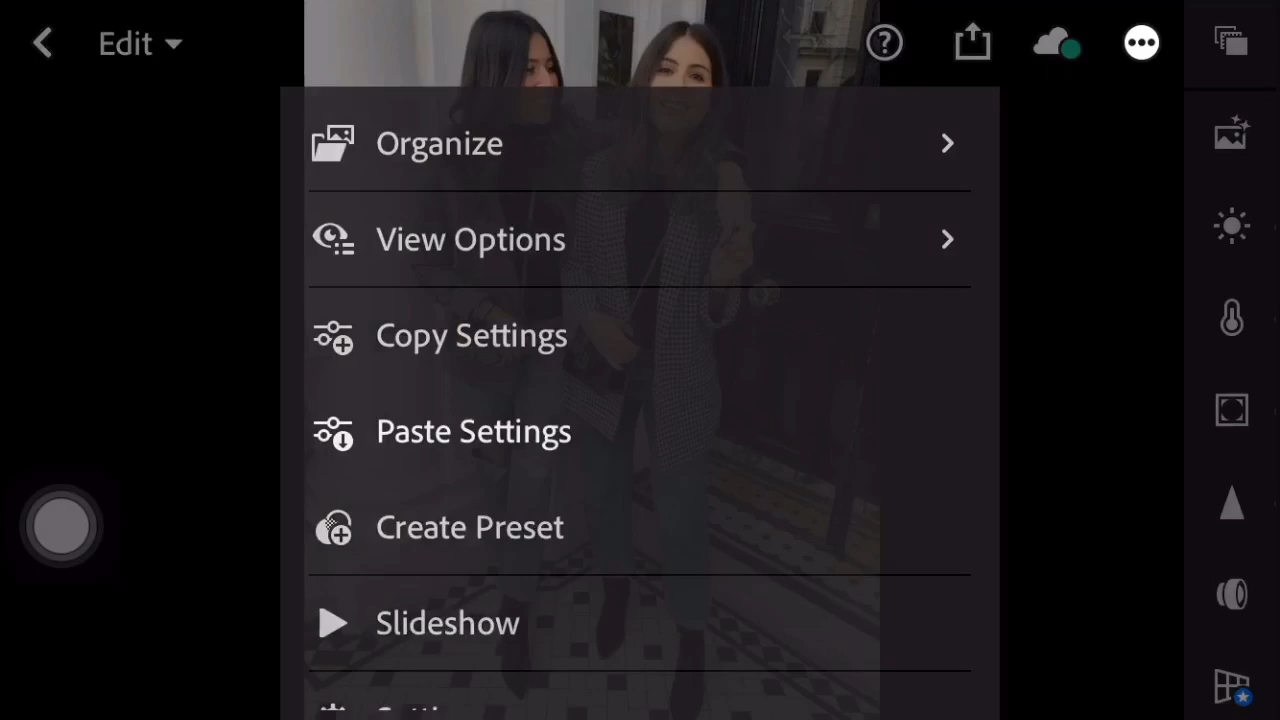 Edit
Organize
View Options
Copy Settings
Paste Settings
Create Preset
Slideshow